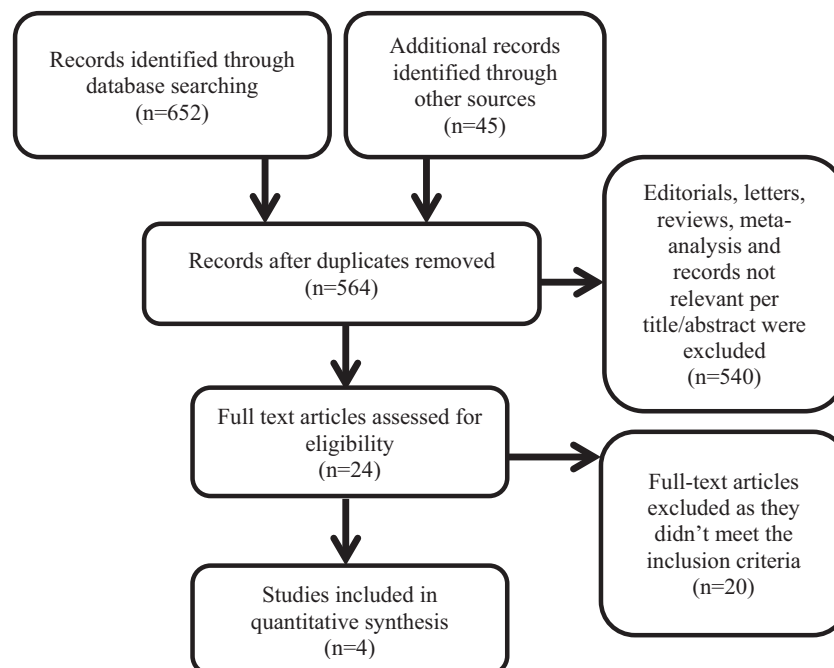 Records identified through
database searching
(n=652)
Additional records
identified through
other sources
(n=45)
Records after duplicates removed
(n=564)
Editorials, letters,
reviews, meta-
analysis and
records not
relevant per
title/abstract were
excluded
(n=540)
Full text articles assessed for
eligibility
(n=24)
Full-text articles
excluded as they
didn’t meet the
inclusion criteria
(n=20)
Studies included in
quantitative synthesis
(n=4)